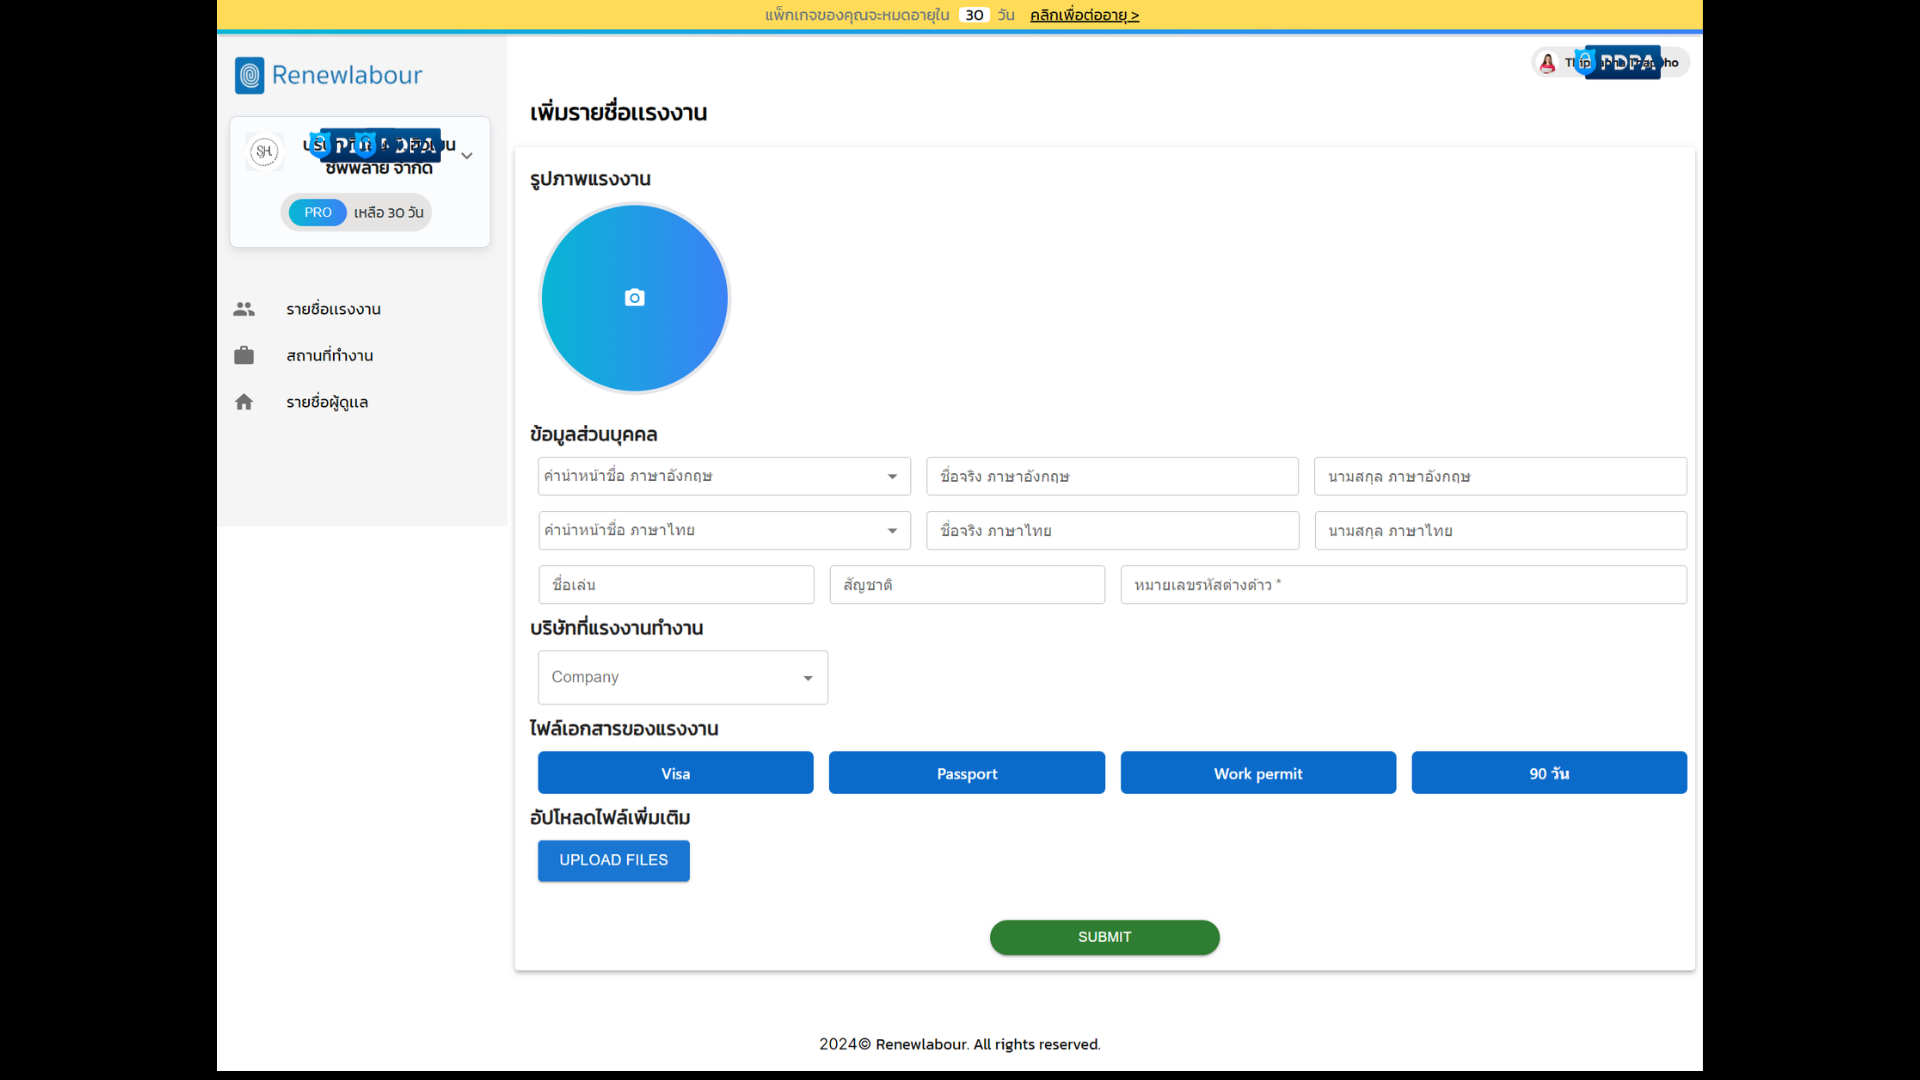 แพ็กเกจของคุณจะหมดอายุใน 30 วัน คลิกเพื่อต่ออายุ >
Renewlabour
PDPA
เพิ่มรายชื่อแรงงาน
PDPA
ซัพพลาย จำกัด
PRO เหลือ 30 วัน
รายชื่อแรงงาน
สถานที่ทำงาน
รายชื่อผู้ดูแล
รูปภาพแรงงาน
ข้อมูลส่วนบุคคล
คำนำหน้าชื่อ ภาษาอังกฤษ ชื่อจริง ภาษาอังกฤษ นามสกุล ภาษาอังกฤษ
คำนำหน้าชื่อ ภาษาไทย ชื่อจริง ภาษาไทย นามสกุล ภาษาไทย
ชื่อเล่น สัญชาติ หมายเลขรหัสต่างด้าว *
บริษัทที่แรงงานทำงาน
Company
ไฟล์เอกสารของแรงงาน
Visa Passport Work permit 90 วัน
อัปโหลดไฟล์เพิ่มเติม
UPLOAD FILES
SUBMIT
2024© Renewlabour. All rights reserved.